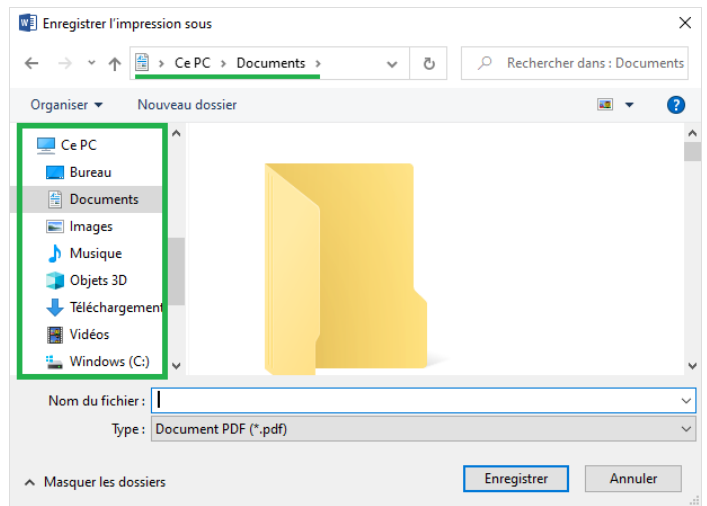 Enregistrer l'impression sous
Ce PC > Documents >
Rechercher dans : Documents
Organiser
Nouveau dossier
Ce PC
Bureau
Documents
Images
Musique
Objets 3D
Téléchargement
Vidéos
Windows (C:)
Nom du fichier :
Type : Document PDF (*.pdf)
Masquer les dossiers
Enregistrer
Annuler